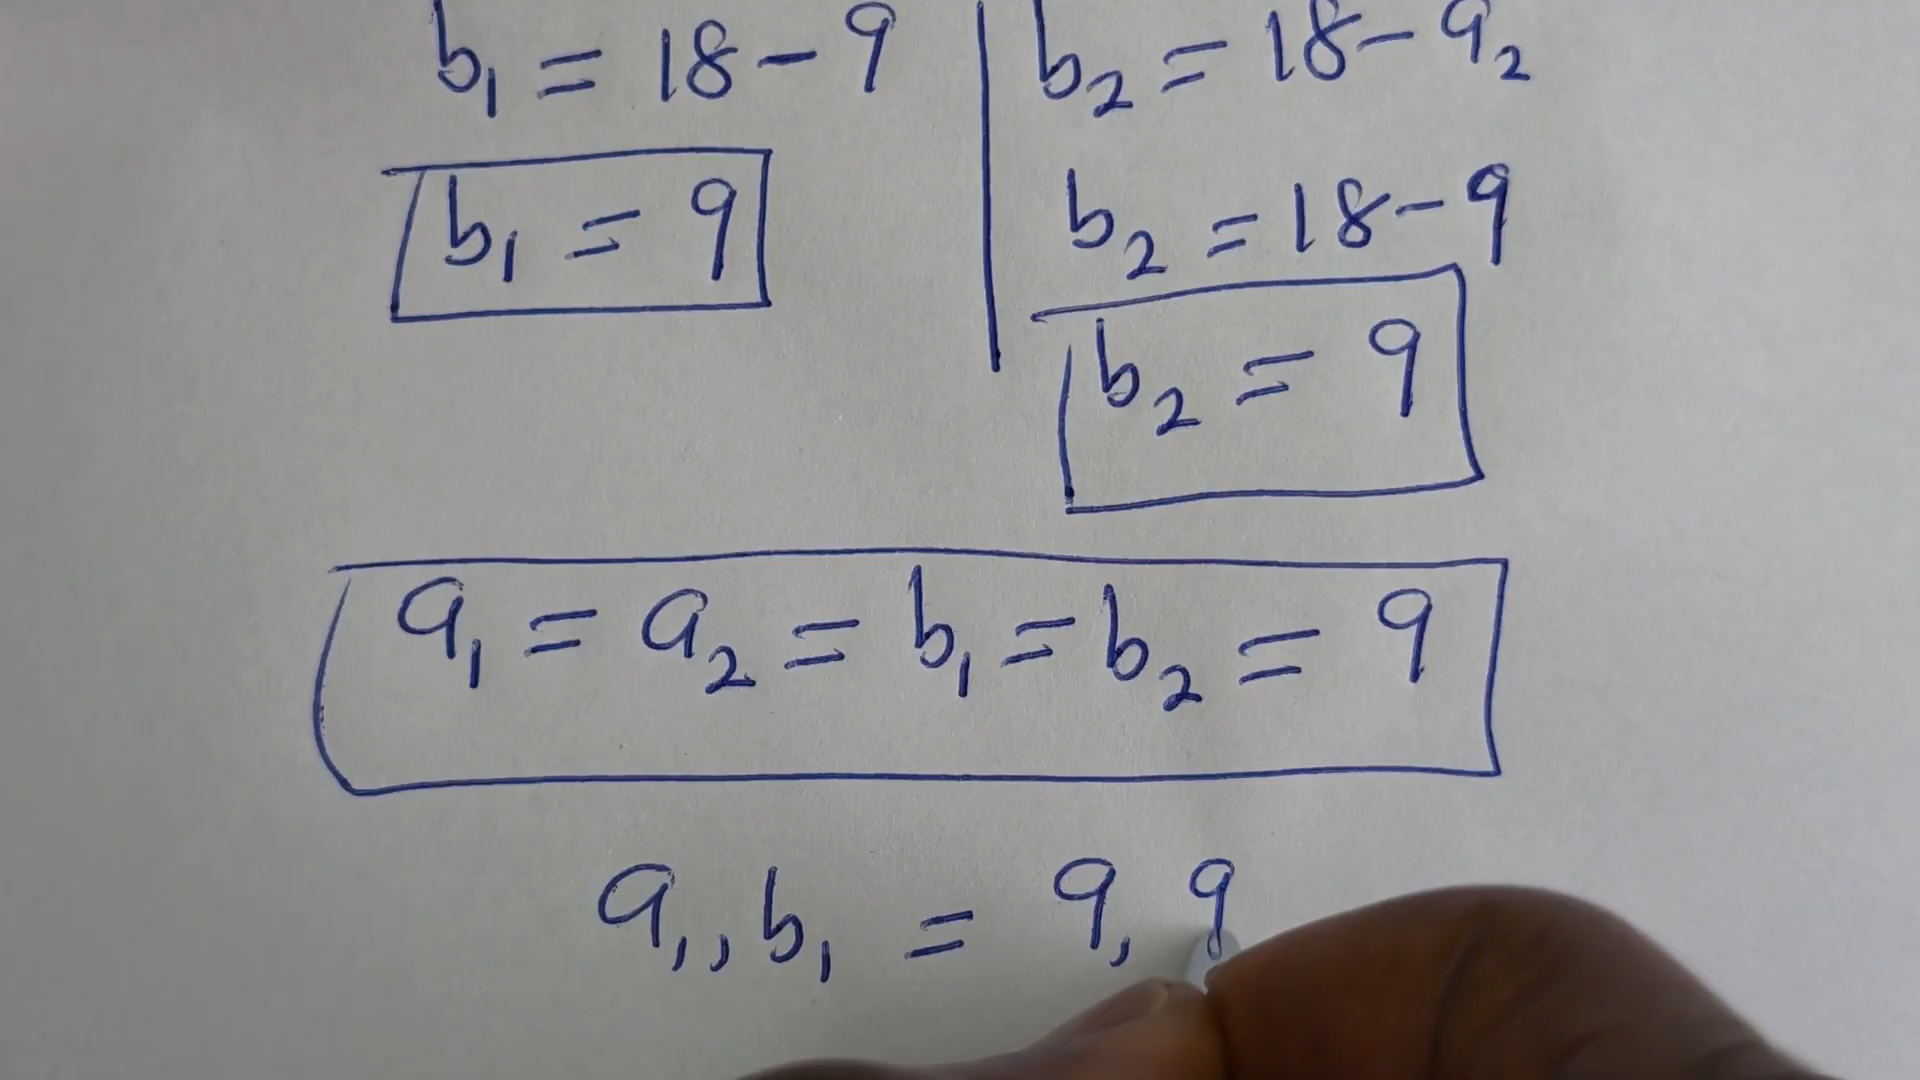 b₁ = 18 - 9
b₁ = 9
b₂ = 18 - a₂
b₂ = 18 - 9
b₂ = 9
a₁ = a₂ = b₁ = b₂ = 9
a₁, b₁ = 9, 9